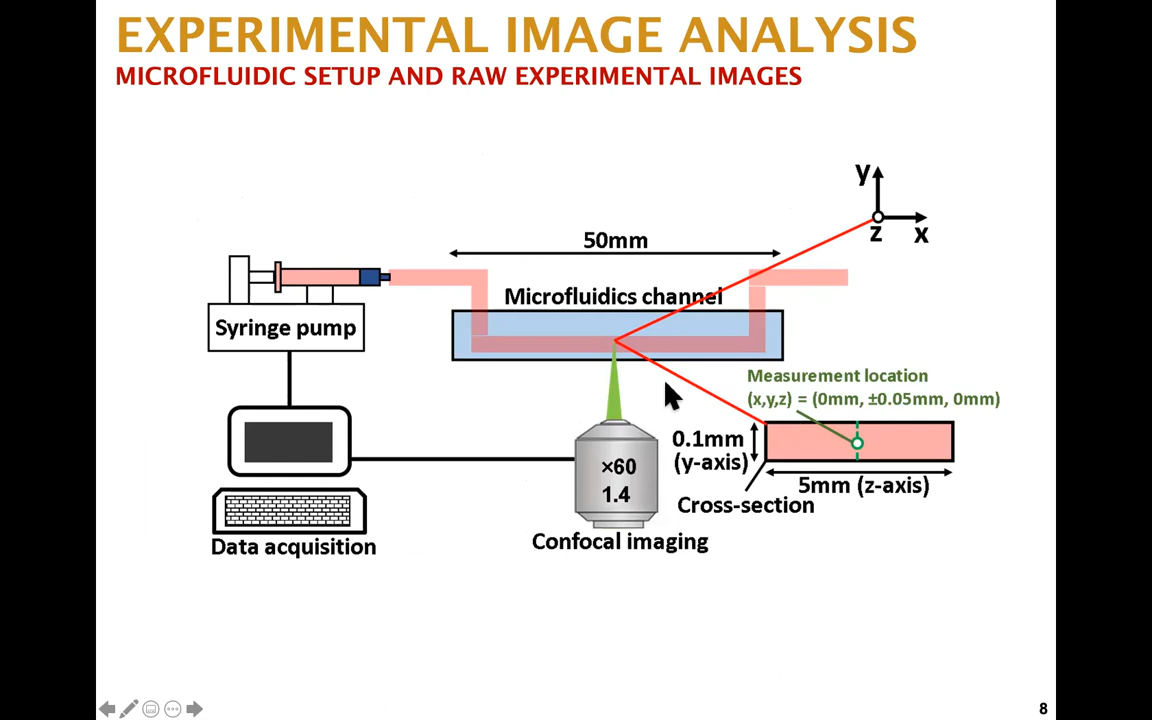 EXPERIMENTAL IMAGE ANALYSIS
MICROFLUIDIC SETUP AND RAW EXPERIMENTAL IMAGES
y
z
x
50mm
Microfluidics channel
Syringe pump
Measurement location
(x,y,z) = (0mm, ±0.05mm, 0mm)
0.1mm
(y-axis)
5mm (z-axis)
Cross-section
×60
1.4
Confocal imaging
Data acquisition
8